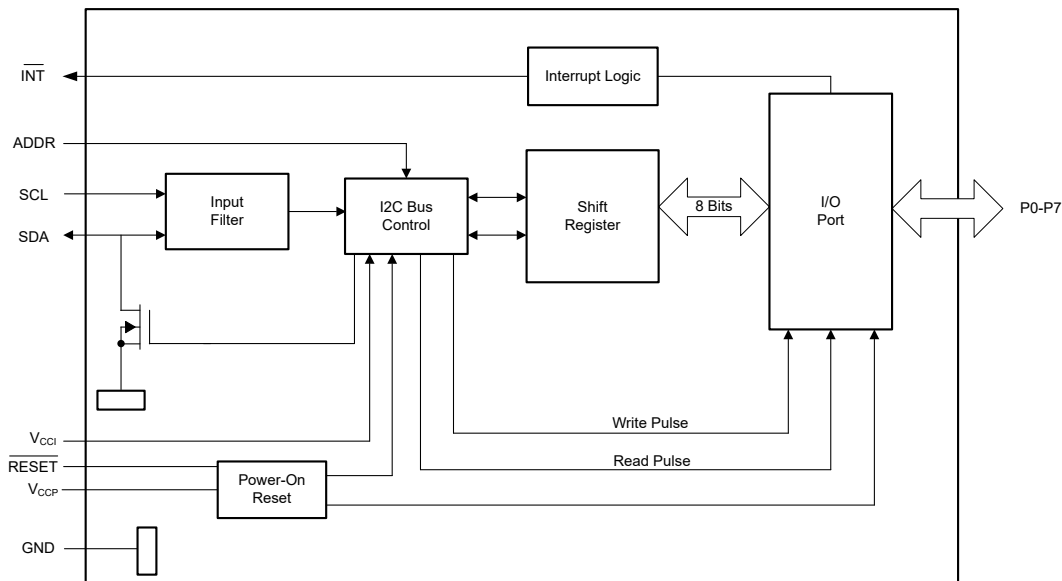 INT
Interrupt Logic
ADDR
SCL
SDA
Input
Filter
I2C Bus
Control
Shift
Register
8 Bits
I/O
Port
P0-P7
Write Pulse
Read Pulse
VCCI
RESET
VCCP
Power-On
Reset
GND